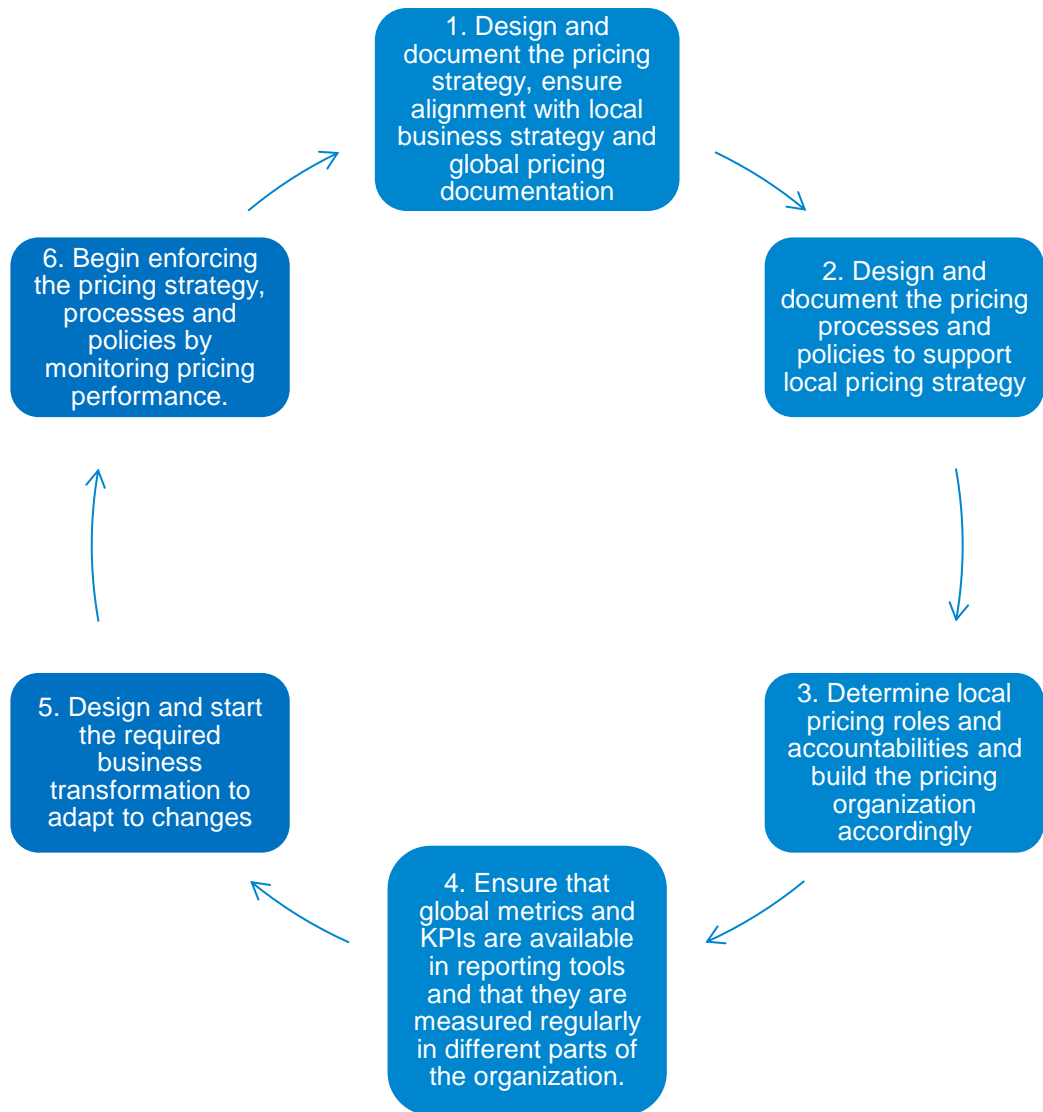 1. Design and
document the pricing
strategy, ensure
alignment with local
business strategy and
global pricing
documentation
2. Design and
document the pricing
processes and
policies to support
local pricing strategy
3. Determine local
pricing roles and
accountabilities and
build the pricing
organization
accordingly
4. Ensure that
global metrics and
KPIs are available
in reporting tools
and that they are
measured regularly
in different parts of
the organization.
5. Design and start
the required
business
transformation to
adapt to changes
6. Begin enforcing
the pricing strategy,
processes and
policies by
monitoring pricing
performance.